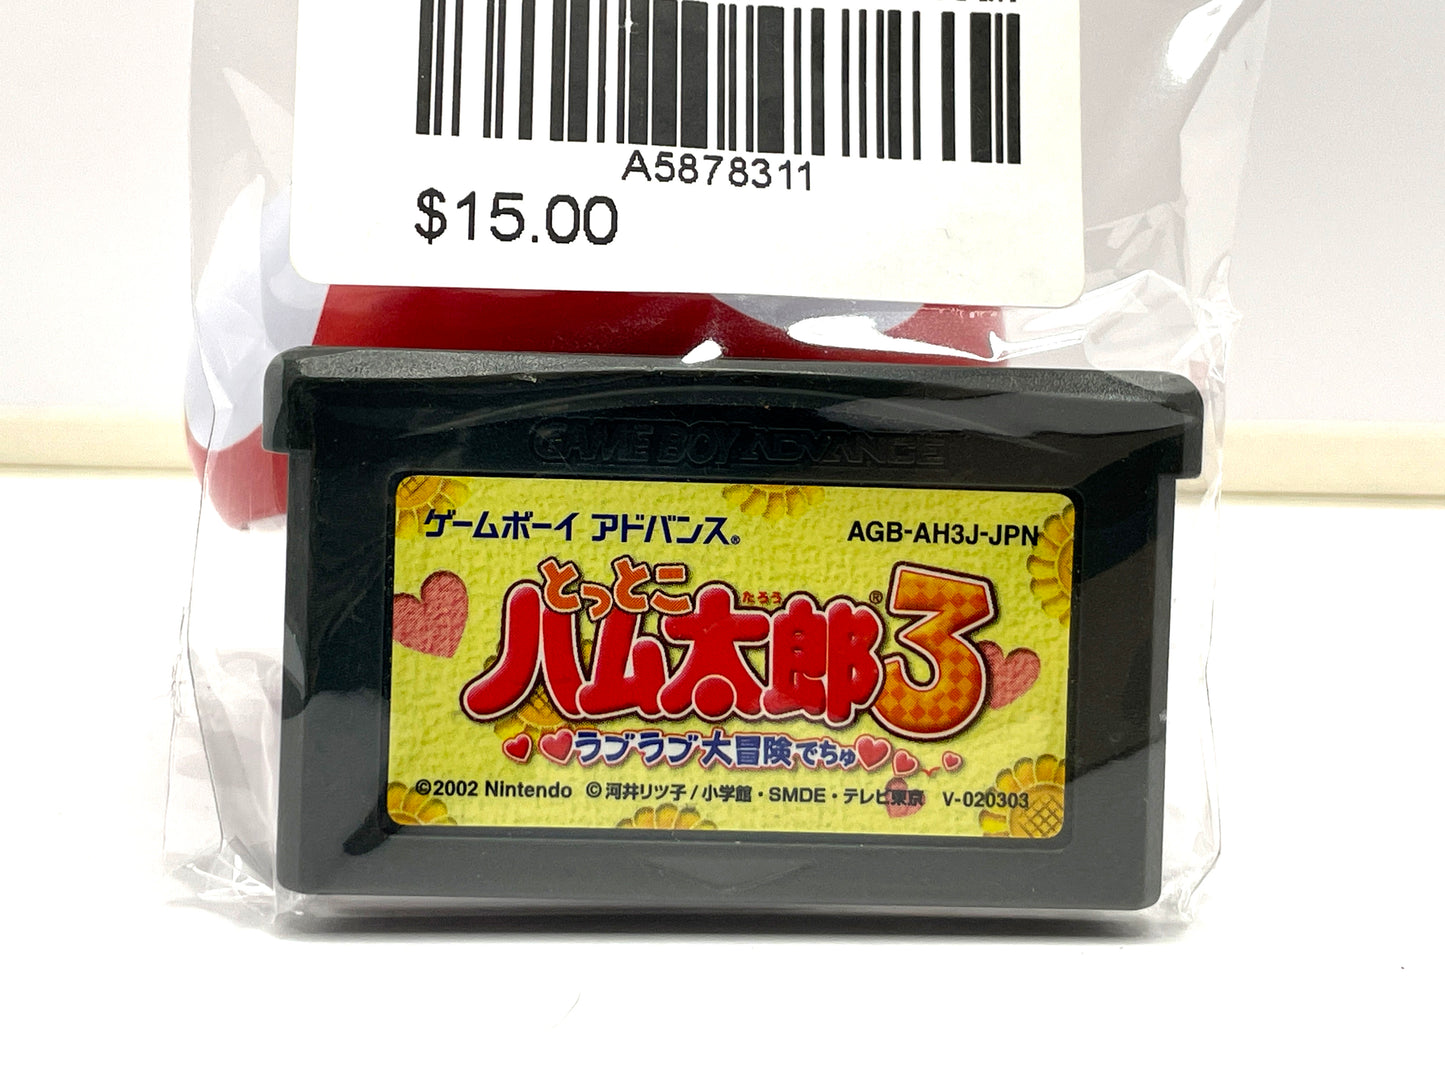 A5878311
$15.00
GAME BOY ADVANCE
ゲームボーイ アドバンス®
AGB-AH3J-JPN
とっとこ
たろう
ハム太郎®3
ラブラブ大冒険でちゅ
©2002 Nintendo ©河井リツ子/小学館・SMDE・テレビ東京 V-020303